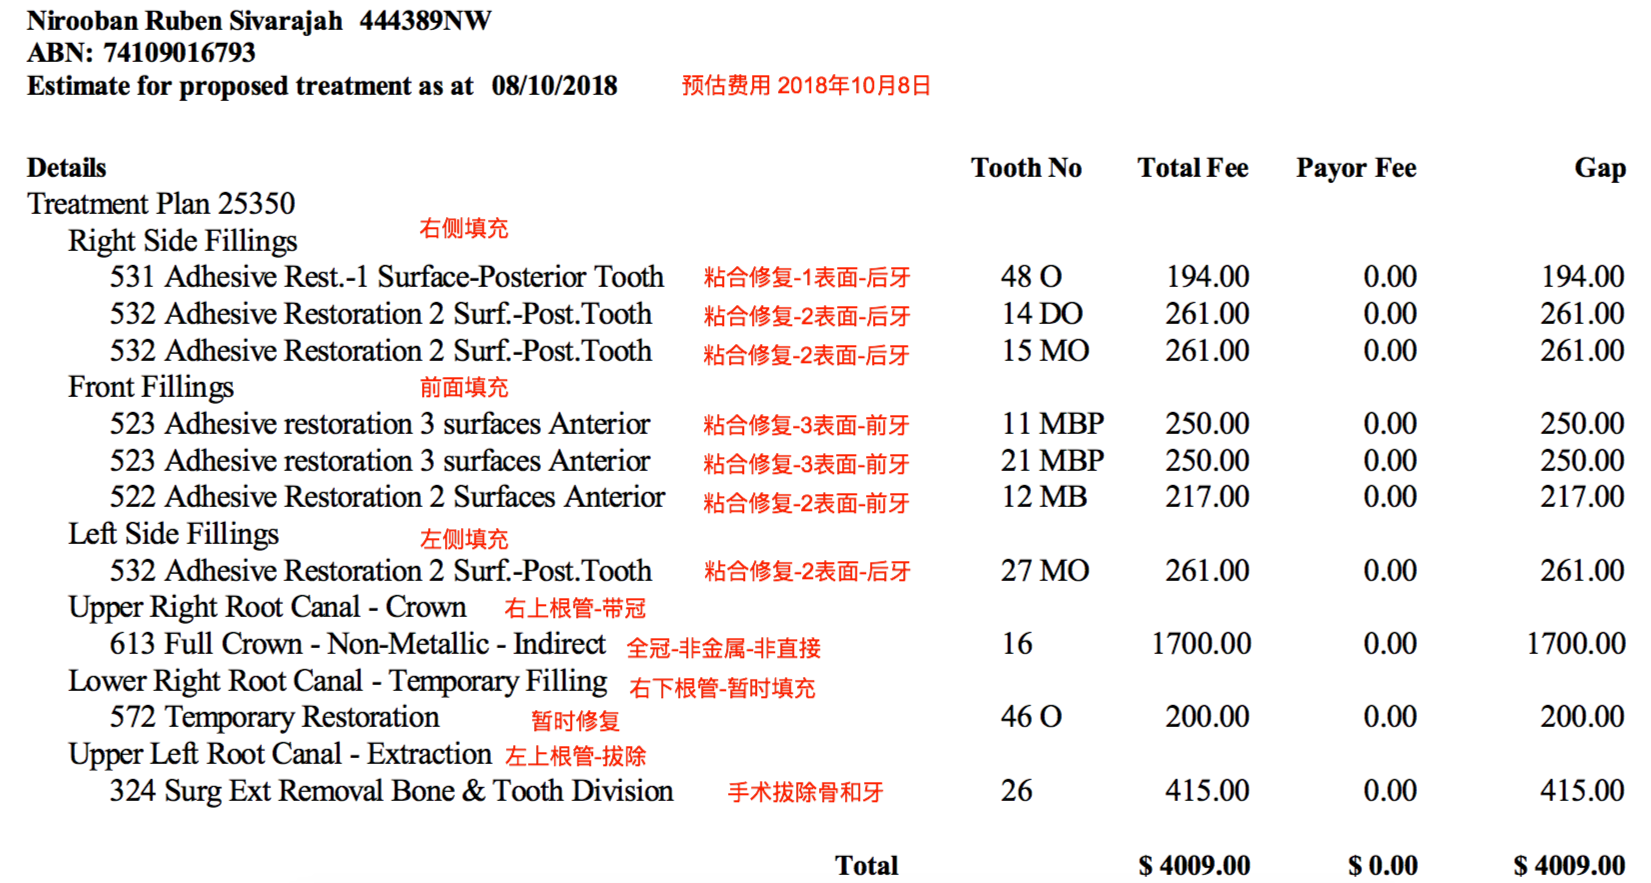 Nirooban Ruben Sivarajah 444389NW
ABN: 74109016793
Estimate for proposed treatment as at 08/10/2018 预估费用 2018年10月8日
Details Tooth No Total Fee Payor Fee Gap
Treatment Plan 25350
Right Side Fillings 右侧填充
531 Adhesive Rest.-1 Surface-Posterior Tooth 粘合修复-1表面-后牙 48 O 194.00 0.00 194.00
532 Adhesive Restoration 2 Surf.-Post.Tooth 粘合修复-2表面-后牙 14 DO 261.00 0.00 261.00
532 Adhesive Restoration 2 Surf.-Post.Tooth 粘合修复-2表面-后牙 15 MO 261.00 0.00 261.00
Front Fillings 前面填充
523 Adhesive restoration 3 surfaces Anterior 粘合修复-3表面-前牙 11 MBP 250.00 0.00 250.00
523 Adhesive restoration 3 surfaces Anterior 粘合修复-3表面-前牙 21 MBP 250.00 0.00 250.00
522 Adhesive Restoration 2 Surfaces Anterior 粘合修复-2表面-前牙 12 MB 217.00 0.00 217.00
Left Side Fillings 左侧填充
532 Adhesive Restoration 2 Surf.-Post.Tooth 粘合修复-2表面-后牙 27 MO 261.00 0.00 261.00
Upper Right Root Canal - Crown 右上根管-带冠
613 Full Crown - Non-Metallic - Indirect 全冠-非金属-非直接 16 1700.00 0.00 1700.00
Lower Right Root Canal - Temporary Filling 右下根管-暂时填充
572 Temporary Restoration 暂时修复 46 O 200.00 0.00 200.00
Upper Left Root Canal - Extraction 左上根管-拔除
324 Surg Ext Removal Bone & Tooth Division 手术拔除骨和牙 26 415.00 0.00 415.00
Total $ 4009.00 $ 0.00 $ 4009.00